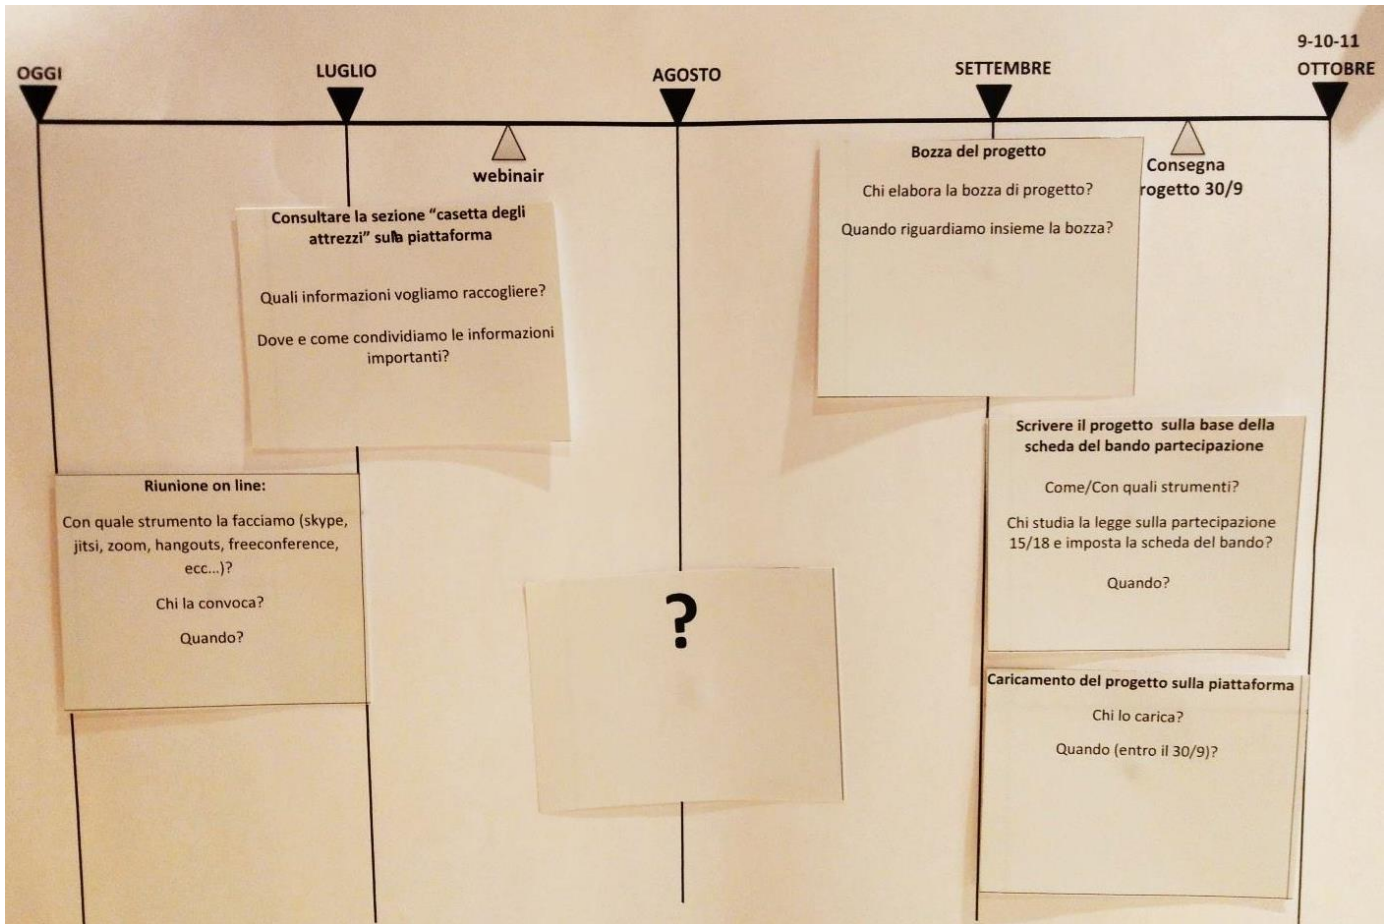 OGGI
LUGLIO
AGOSTO
SETTEMBRE
9-10-11
OTTOBRE
webinair
Consegna
rogetto 30/9
Consultare la sezione “casetta degli
attrezzi” sulla piattaforma
Quali informazioni vogliamo raccogliere?
Dove e come condividiamo le informazioni
importanti?
Riunione on line:
Con quale strumento la facciamo (skype,
jitsi, zoom, hangouts, freeconference,
ecc...)?
Chi la convoca?
Quando?
?
Bozza del progetto
Chi elabora la bozza di progetto?
Quando riguardiamo insieme la bozza?
Scrivere il progetto sulla base della
scheda del bando partecipazione
Come/Con quali strumenti?
Chi studia la legge sulla partecipazione
15/18 e imposta la scheda del bando?
Quando?
Caricamento del progetto sulla piattaforma
Chi lo carica?
Quando (entro il 30/9)?